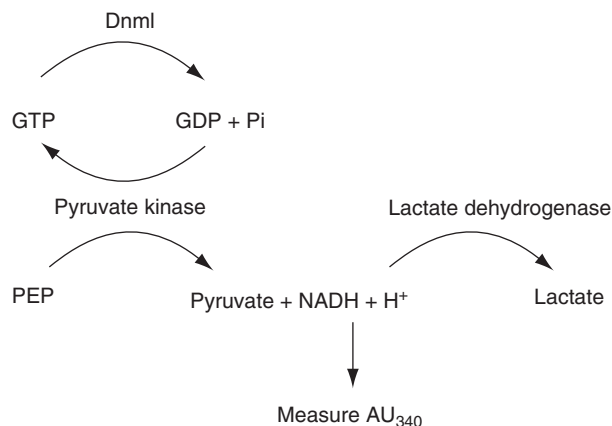 Dnml
GTP
GDP + Pi
Pyruvate kinase
Lactate dehydrogenase
PEP
Pyruvate + NADH + H⁺
Lactate
Measure AU₃₄₀